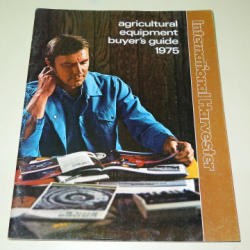 agricultural
equipment
buyer's guide
1975
International Harvester